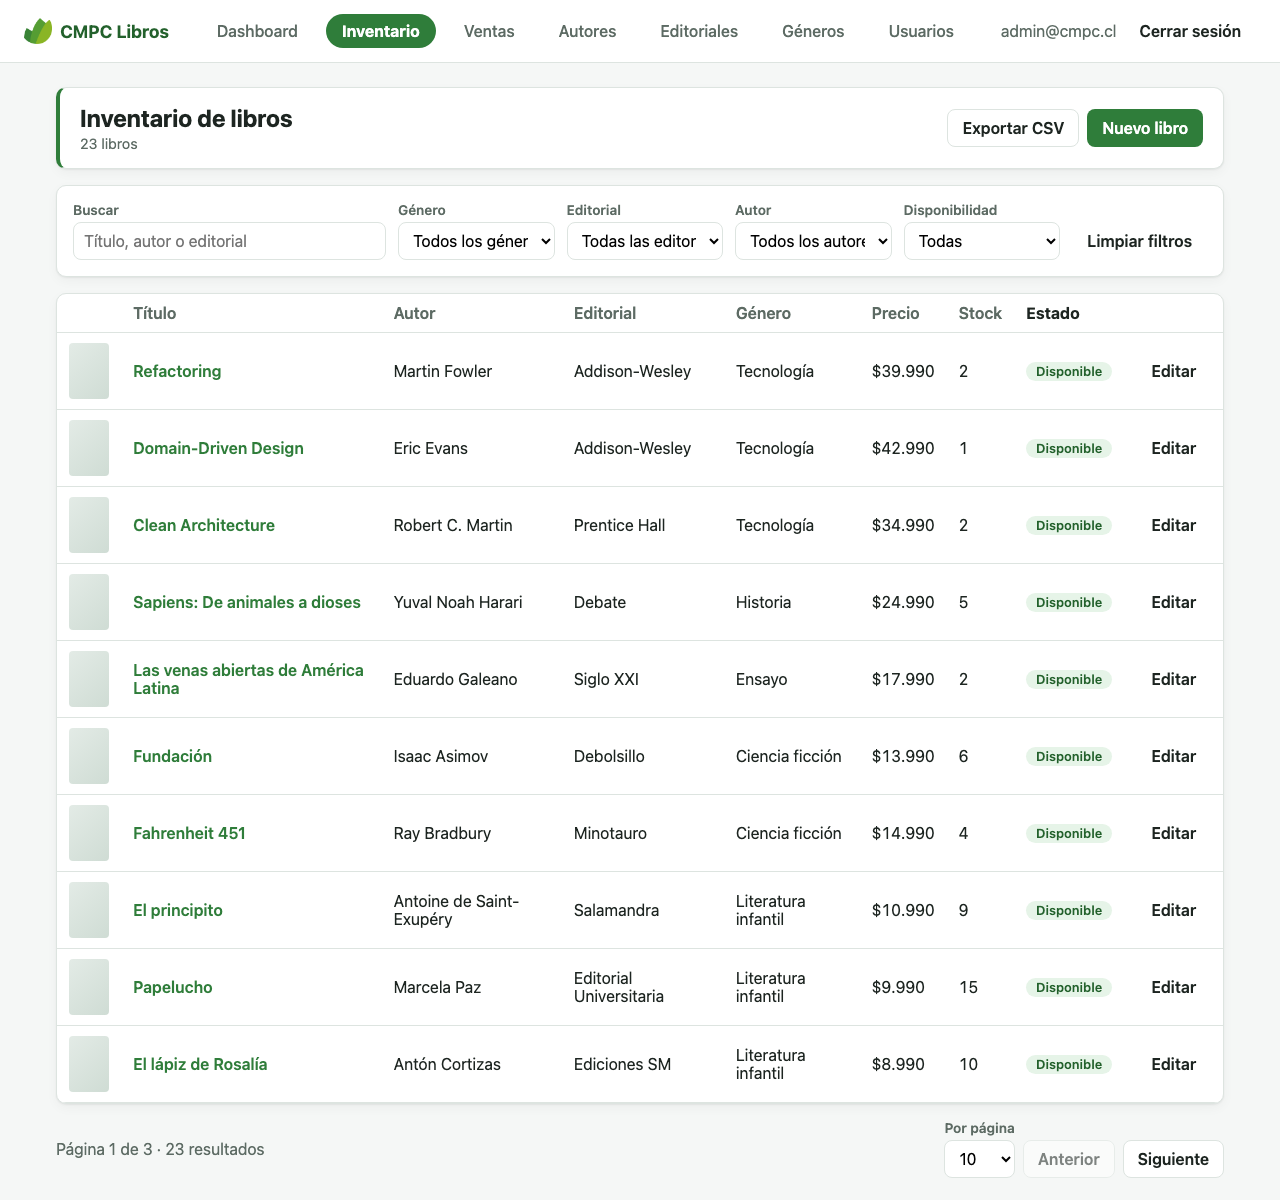 CMPC Libros Dashboard Inventario Ventas Autores Editoriales Géneros Usuarios admin@cmpc.cl Cerrar sesión
Inventario de libros
23 libros
Exportar CSV Nuevo libro
Buscar Género Editorial Autor Disponibilidad
Título, autor o editorial Todos los géner Todas las editor Todos los autore Todas Limpiar filtros
Título Autor Editorial Género Precio Stock Estado
Refactoring Martin Fowler Addison-Wesley Tecnología $39.990 2 Disponible Editar
Domain-Driven Design Eric Evans Addison-Wesley Tecnología $42.990 1 Disponible Editar
Clean Architecture Robert C. Martin Prentice Hall Tecnología $34.990 2 Disponible Editar
Sapiens: De animales a dioses Yuval Noah Harari Debate Historia $24.990 5 Disponible Editar
Las venas abiertas de América
Latina
Eduardo Galeano Siglo XXI Ensayo $17.990 2 Disponible Editar
Fundación Isaac Asimov Debolsillo Ciencia ficción $13.990 6 Disponible Editar
Fahrenheit 451 Ray Bradbury Minotauro Ciencia ficción $14.990 4 Disponible Editar
El principito
Antoine de Saint-
Exupéry
Salamandra
Literatura
infantil
$10.990 9 Disponible Editar
Papelucho Marcela Paz
Editorial
Universitaria
Literatura
infantil
$9.990 15 Disponible Editar
El lápiz de Rosalía Antón Cortizas Ediciones SM
Literatura
infantil
$8.990 10 Disponible Editar
Página 1 de 3 · 23 resultados
Por página
10 Anterior Siguiente